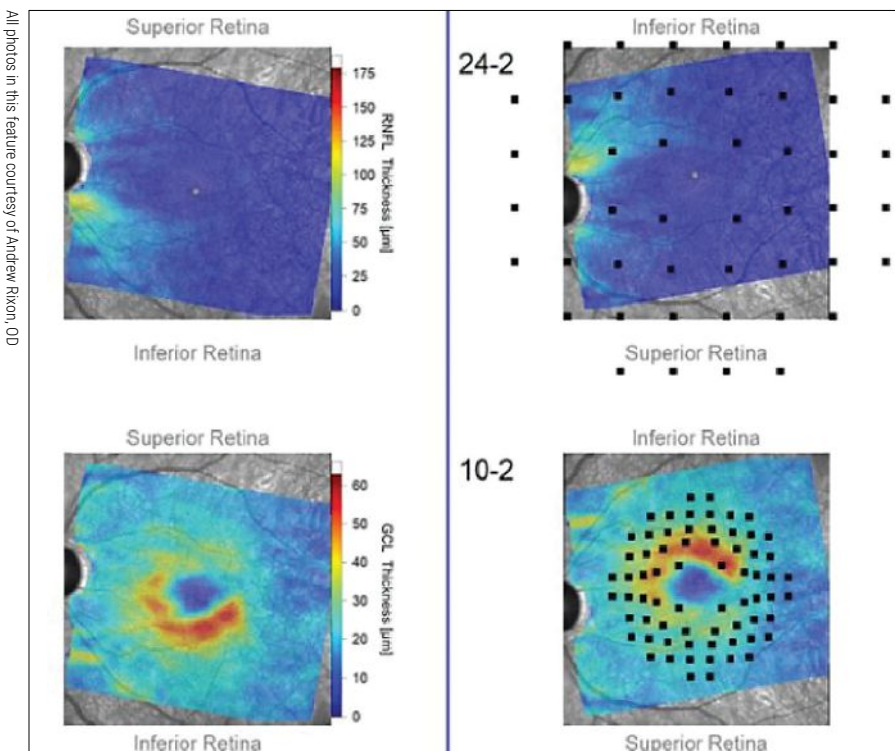 All photos in this feature courtesy of Andrew Rixon, OD
Superior Retina
175
150
125
100
75
50
25
0
RNFL Thickness [µm]
Inferior Retina
24-2
Inferior Retina
Superior Retina
Superior Retina
60
50
40
30
20
10
0
GCL Thickness [µm]
Inferior Retina
10-2
Inferior Retina
Superior Retina